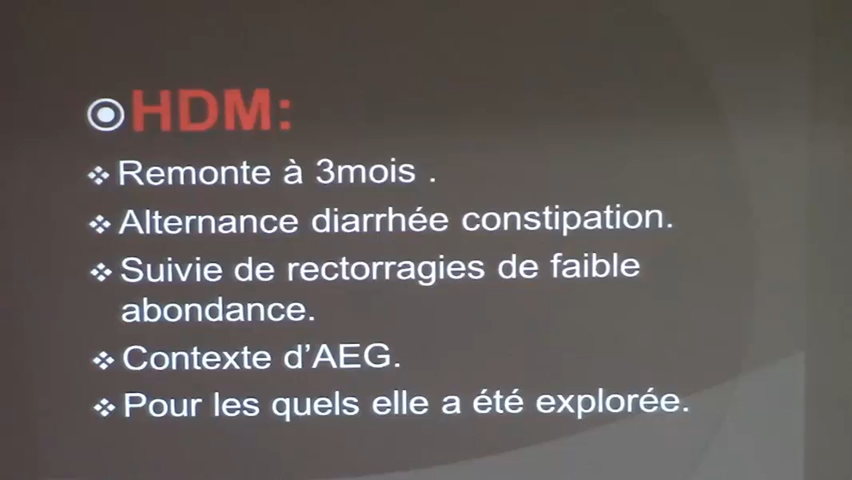 HDM:
Remonte à 3mois .
Alternance diarrhée constipation.
Suivie de rectorragies de faible
abondance.
Contexte d'AEG.
Pour les quels elle a été explorée.